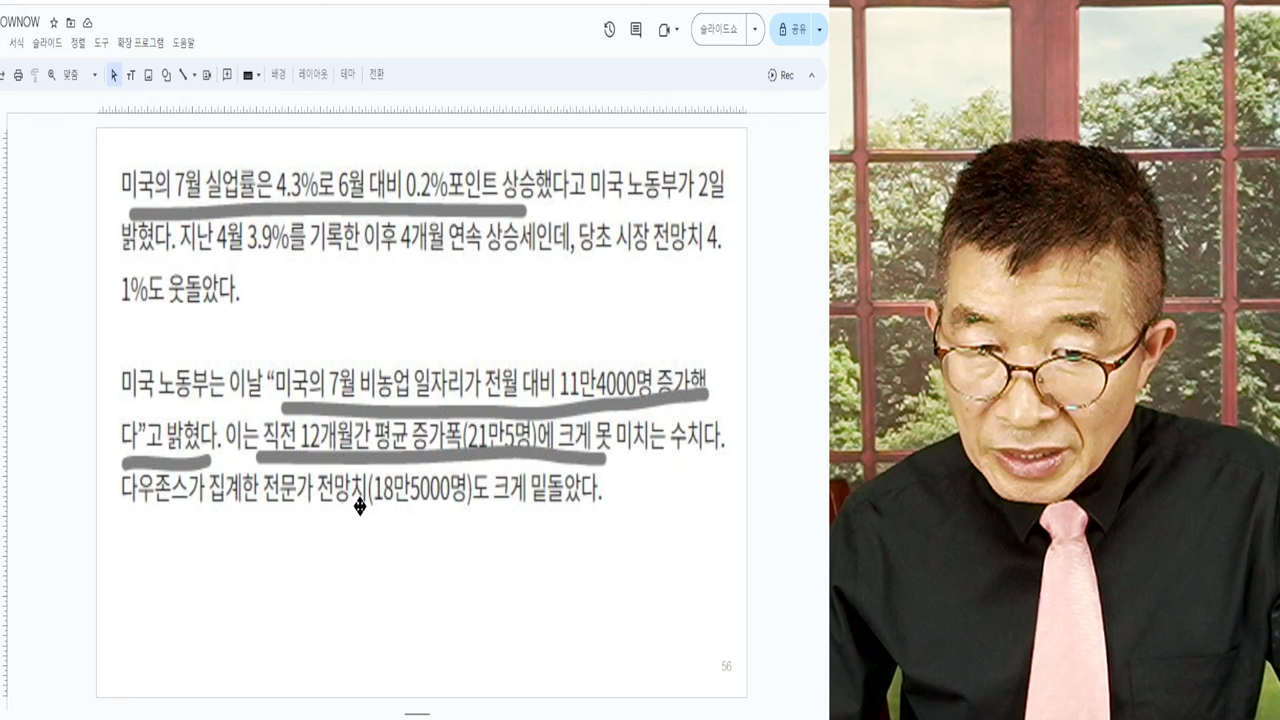 OWNOW
서식 슬라이드 정렬 도구 확장 프로그램 도움말
슬라이드쇼
공유
맞춤
배경 레이아웃 테마 전환
Rec
미국의 7월 실업률은 4.3%로 6월 대비 0.2%포인트 상승했다고 미국 노동부가 2일
밝혔다. 지난 4월 3.9%를 기록한 이후 4개월 연속 상승세인데, 당초 시장 전망치 4.
1%도 웃돌았다.
미국 노동부는 이날 “미국의 7월 비농업 일자리가 전월 대비 11만4000명 증가했
다”고 밝혔다. 이는 직전 12개월간 평균 증가폭(21만5명)에 크게 못 미치는 수치다.
다우존스가 집계한 전문가 전망치(18만5000명)도 크게 밑돌았다.
56